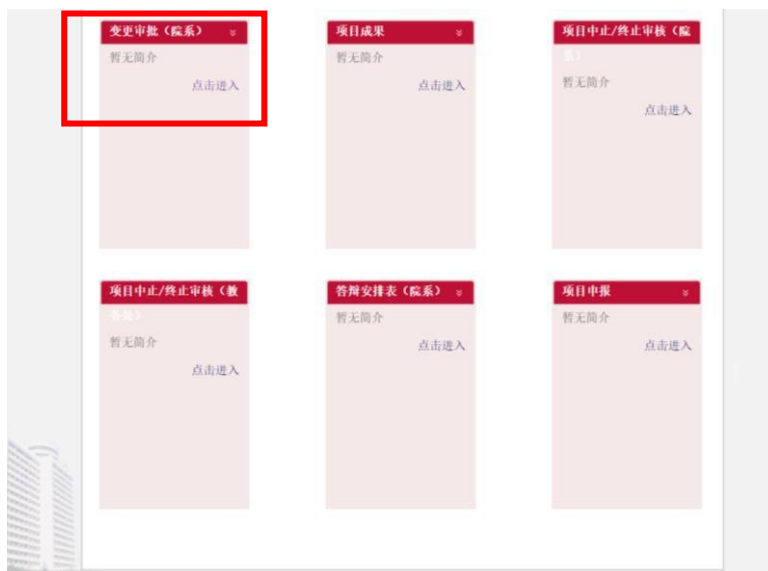 变更审批（院系）
暂无简介
点击进入
项目成果
暂无简介
点击进入
项目中止/终止审核（院
系）
暂无简介
点击进入
项目中止/终止审核（教
务处）
暂无简介
点击进入
答辩安排表（院系）
暂无简介
点击进入
项目申报
暂无简介
点击进入